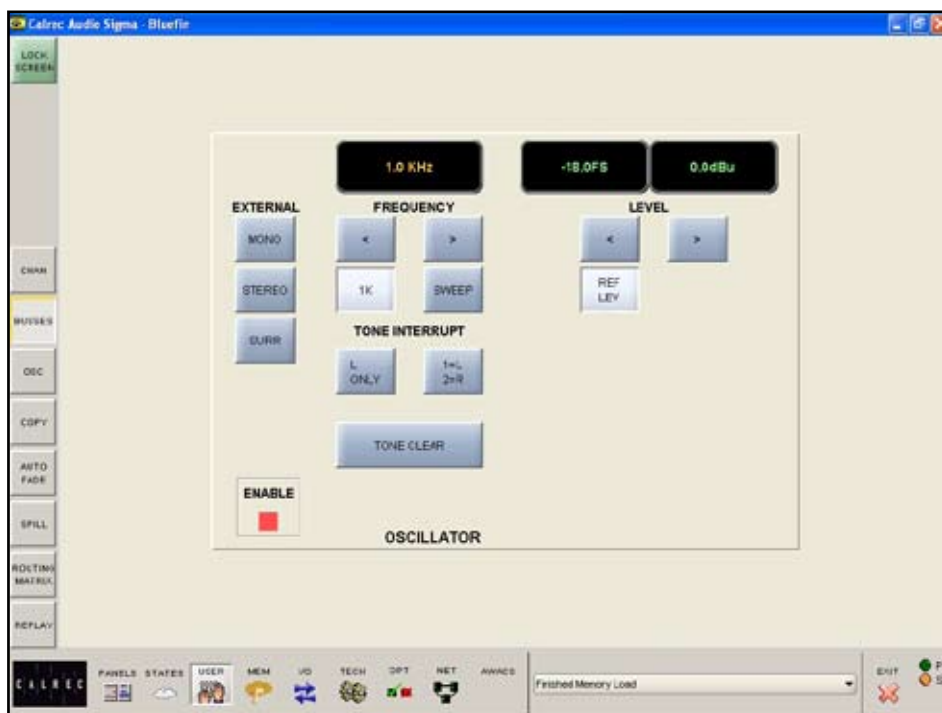 Calrec Audio Sigma - Bluefin
LOCK SCREEN
1.0 KHz
-18.0FS
0.0dBu
EXTERNAL
FREQUENCY
LEVEL
MONO
<
>
<
>
STEREO
1K
SWEEP
REF LEV
SURR
TONE INTERRUPT
L ONLY
1=L 2=R
TONE CLEAR
ENABLE
OSCILLATOR
CHAN
BUSSES
OSC
COPY
AUTO FADE
SPILL
ROUTING MATRIX
REPLAY
CALREC
PANELS
STATES
USER
MEM
I/O
TECH
OPT
NET
AWACS
Finished Memory Load
EXIT
P
S